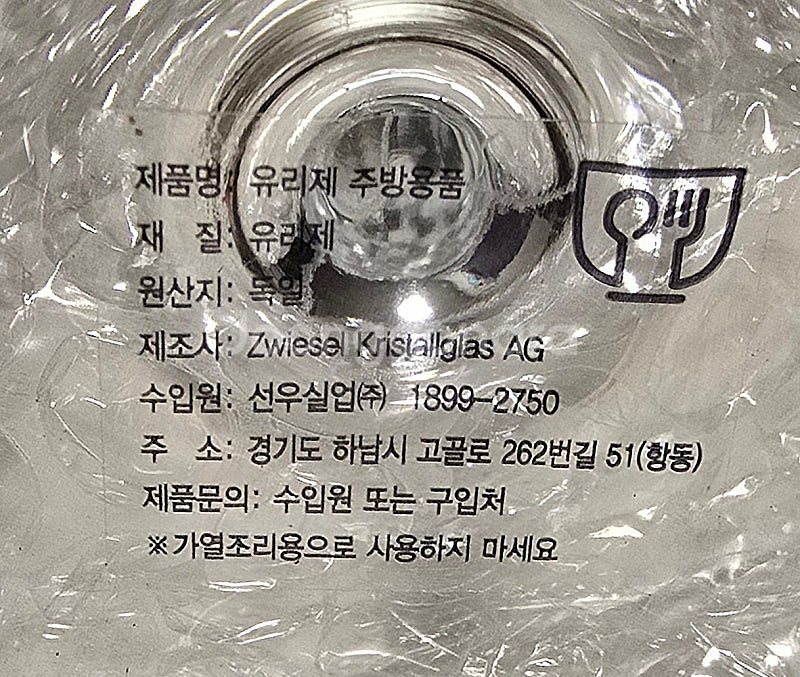 제품명: 유리제 주방용품
재 질: 유리제
원산지: 독일
제조사: Zwiesel Kristallglas AG
수입원: 선우실업㈜ 1899-2750
주 소: 경기도 하남시 고골로 262번길 51(항동)
제품문의: 수입원 또는 구입처
※가열조리용으로 사용하지 마세요